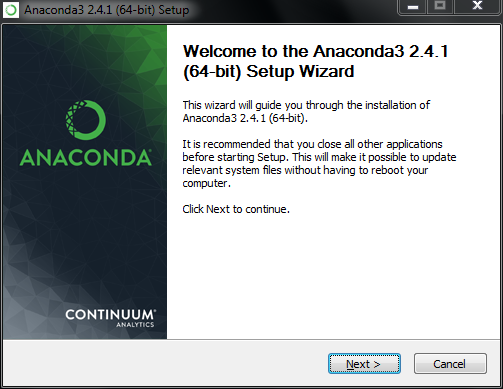 Anaconda3 2.4.1 (64-bit) Setup
Welcome to the Anaconda3 2.4.1
(64-bit) Setup Wizard
This wizard will guide you through the installation of
Anaconda3 2.4.1 (64-bit).
It is recommended that you close all other applications
before starting Setup. This will make it possible to update
relevant system files without having to reboot your
computer.
Click Next to continue.
ANACONDA®
CONTINUUM®
ANALYTICS
Next >
Cancel